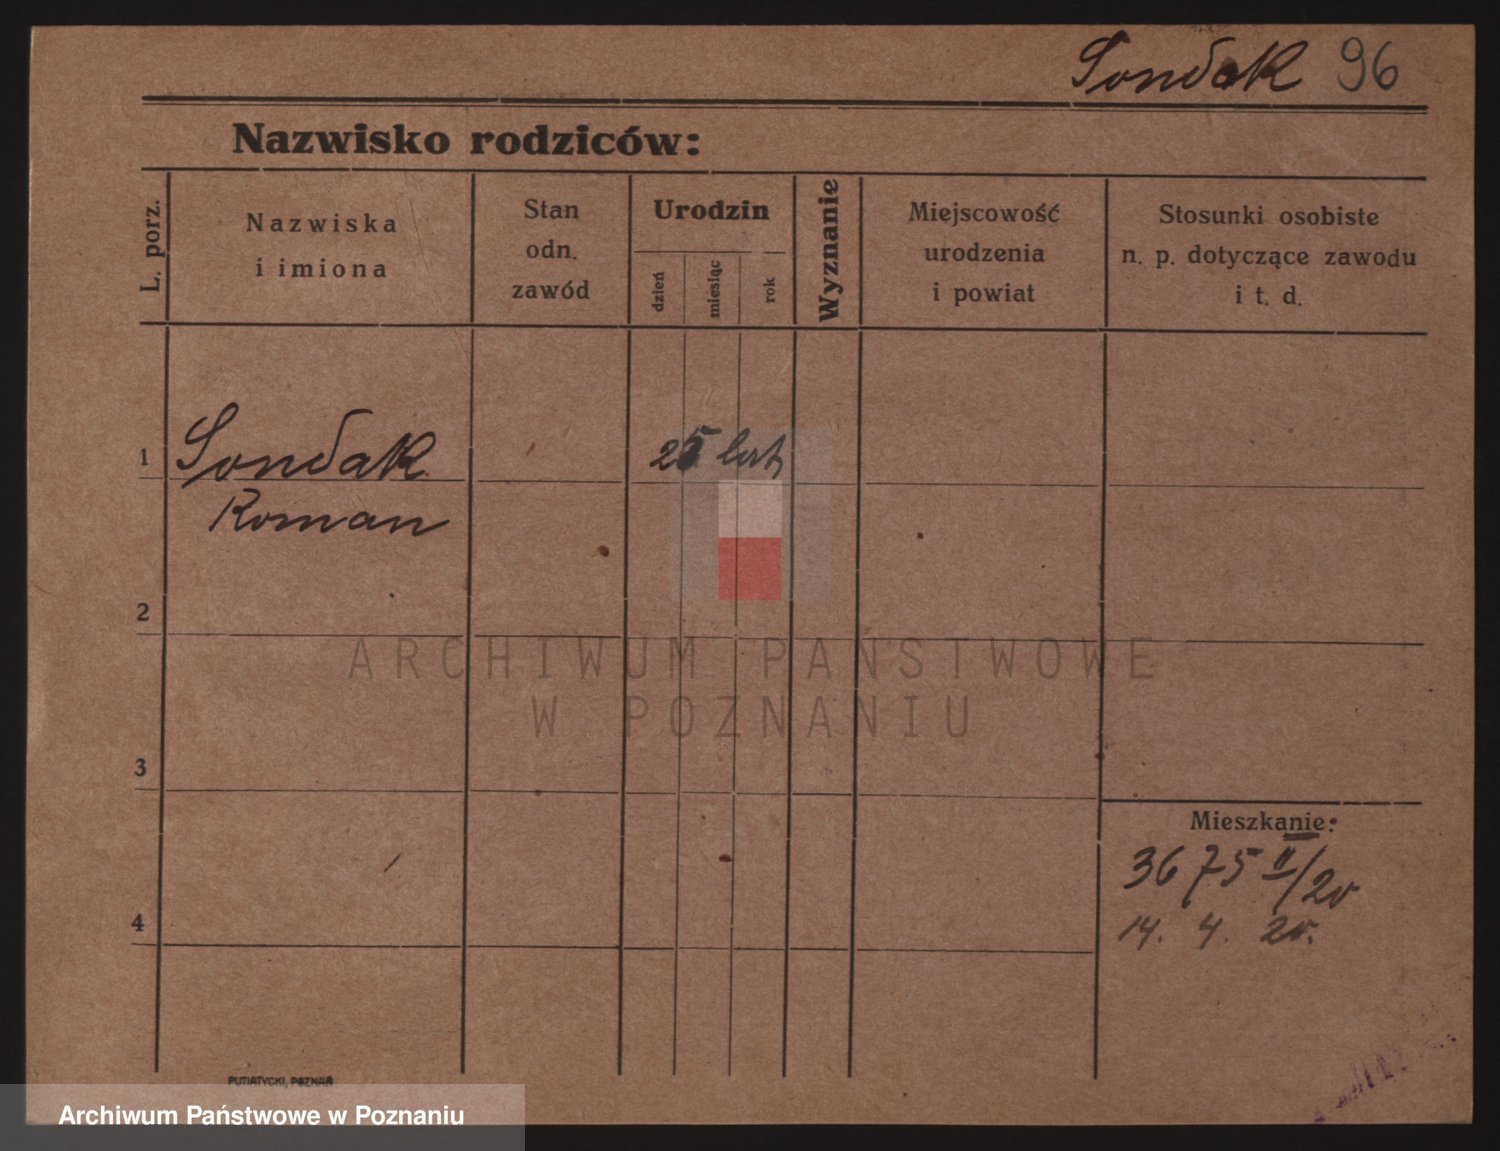 Sondak 96
Nazwisko rodziców:
L. porz.
Nazwiska
i imiona
Stan
odn.
zawód
Urodzin
dzień
miesiąc
rok
Wyznanie
Miejscowość
urodzenia
i powiat
Stosunki osobiste
n. p. dotyczące zawodu
i t. d.
1
Sondak
25 lat
Roman
2
ARCHIWUM PAŃSTWOWE
W POZNANIU
3
Mieszkanie:
3675 II/20
4
14. 4. 20.
PUTIATYCKI, POZNAŃ
Archiwum Państwowe w Poznaniu